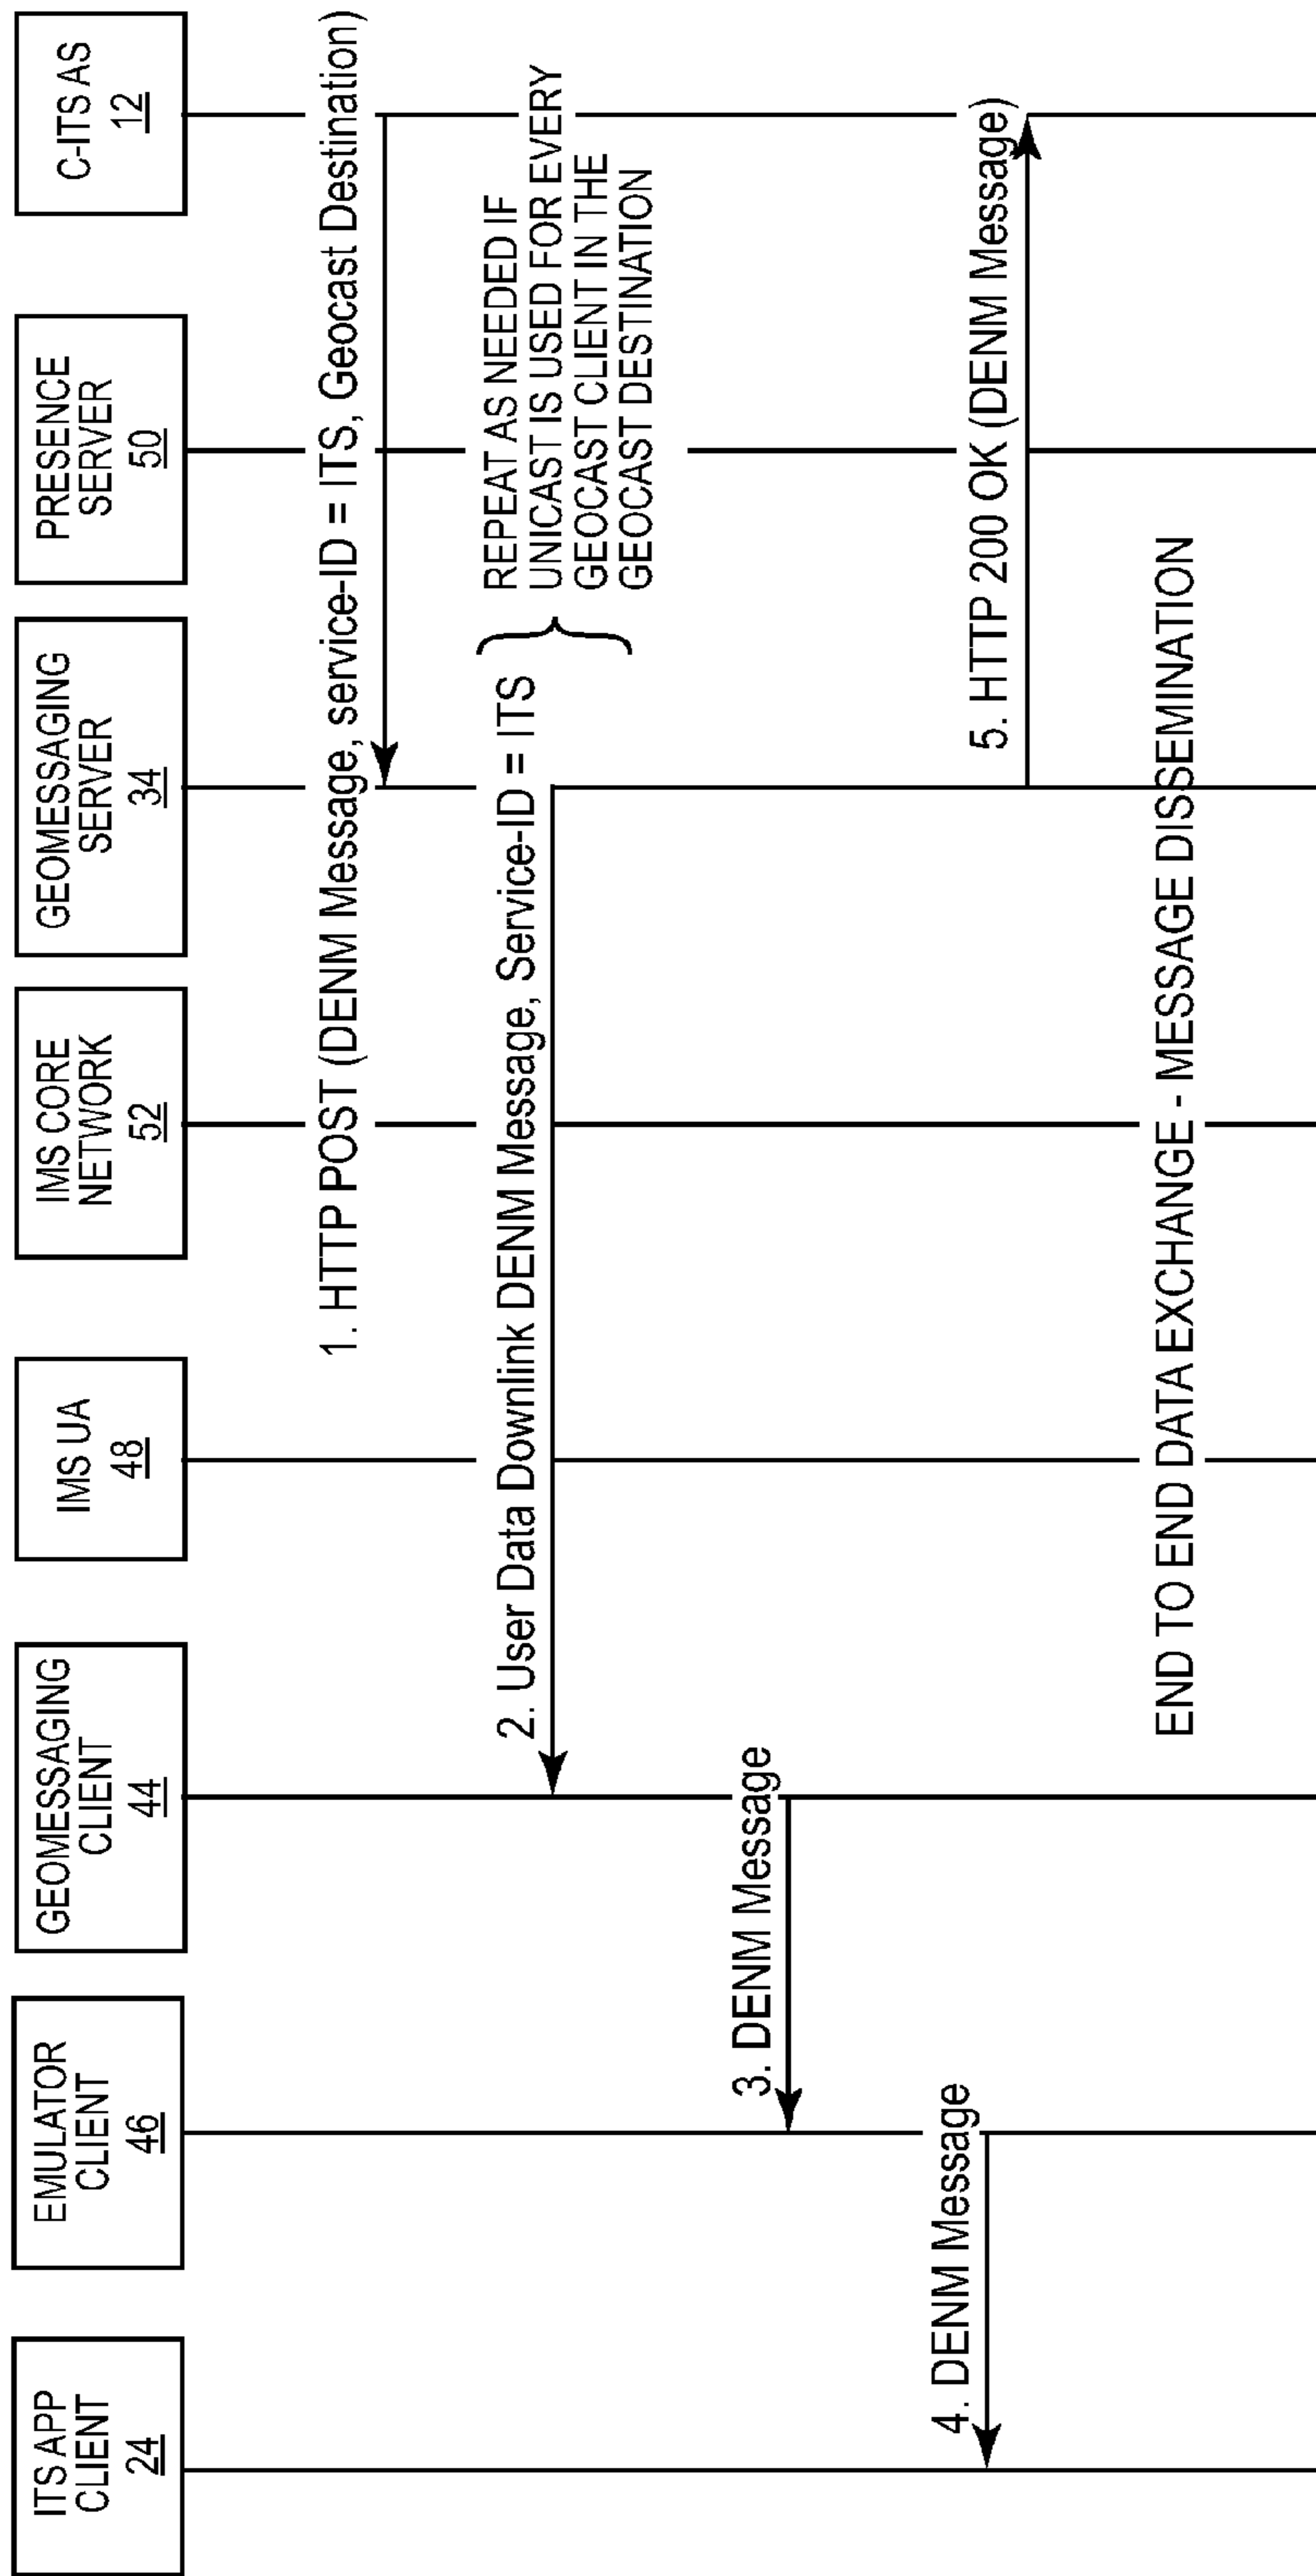 ITS APP
CLIENT
24
EMULATOR
CLIENT
46
GEOMESSAGING
CLIENT
44
IMS UA
48
IMS CORE
NETWORK
52
GEOMESSAGING
SERVER
34
PRESENCE
SERVER
50
C-ITS AS
12
1. HTTP POST (DENM Message, service-ID = ITS, Geocast Destination)
2. User Data Downlink DENM Message, Service-ID = ITS
REPEAT AS NEEDED IF
UNICAST IS USED FOR EVERY
GEOCAST CLIENT IN THE
GEOCAST DESTINATION
3. DENM Message
4. DENM Message
5. HTTP 200 OK (DENM Message)
END TO END DATA EXCHANGE - MESSAGE DISSEMINATION